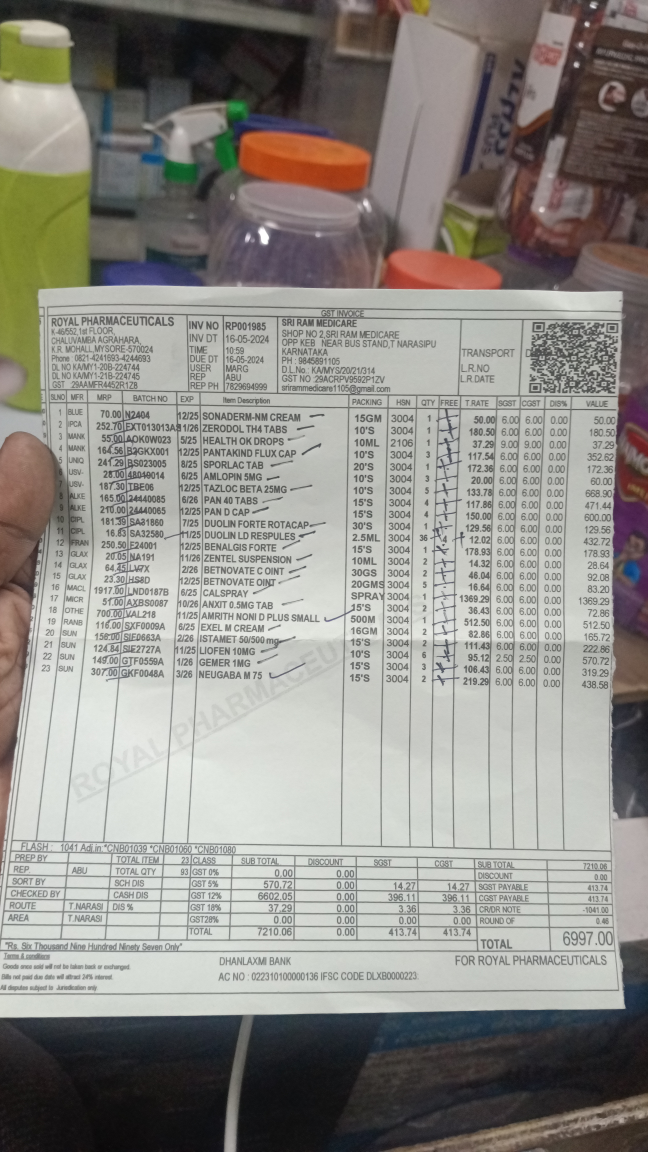 GST INVOICE
ROYAL PHARMACEUTICALS
K-46/552,1st FLOOR,
CHALUVAMBA AGRAHARA,
K.R. MOHALL,MYSORE-570024
Phone : 0821-4241693-4244693
DL NO KA/MY1-20B-224744
DL NO KA/MY1-21B-224745
GST 29AAMFR4452R1Z8
INV NO RP001985
INV DT 16-05-2024
TIME 10:59
DUE DT 16-05-2024
USER MARG
REP ABU
REP PH 7829694999
SRI RAM MEDICARE
SHOP NO 2,SRI RAM MEDICARE
OPP KEB NEAR BUS STAND,T NARASIPU
KARNATAKA
PH : 9845891105
D.L.No.: KA/MYS/20/21/314
GST NO :29ACRPV9592P1ZV
srirammedicare1105@gmail.com
TRANSPORT
L.R.NO
L.R.DATE
SLNO MFR MRP BATCH NO EXP Item Description PACKING HSN QTY FREE T.RATE SGST CGST DIS% VALUE
1 BLUE 70.00 N2404 12/25 SONADERM-NM CREAM 15GM 3004 1 50.00 6.00 6.00 0.00 50.00
2 IPCA 252.70 EXT013013A 1/26 ZERODOL TH4 TABS 10'S 3004 1 180.50 6.00 6.00 0.00 180.50
3 MANK 55.00 ADK0W023 5/25 HEALTH OK DROPS 10ML 2106 1 37.29 9.00 9.00 0.00 37.29
4 MANK 164.56 B2GKX001 12/25 PANTAKIND FLUX CAP 10'S 3004 3 117.54 6.00 6.00 0.00 352.62
5 UNIQ 241.29 BS023005 8/25 SPORLAC TAB 20'S 3004 1 172.36 6.00 6.00 0.00 172.36
6 USV- 28.00 48049014 6/25 AMLOPIN 5MG 10'S 3004 3 20.00 6.00 6.00 0.00 60.00
7 USV- 187.30 TBE06 12/25 TAZLOC BETA 25MG 10'S 3004 5 133.78 6.00 6.00 0.00 668.90
8 ALKE 165.00 24440085 6/26 PAN 40 TABS 15'S 3004 4 117.86 6.00 6.00 0.00 471.44
9 ALKE 210.00 24440065 12/25 PAN D CAP 15'S 3004 4 150.00 6.00 6.00 0.00 600.00
10 CIPL 181.39 SA31860 7/25 DUOLIN FORTE ROTACAP 30'S 3004 1 129.56 6.00 6.00 0.00 129.56
11 CIPL 16.83 SA32580 11/25 DUOLIN LD RESPULES 2.5ML 3004 36 12.02 6.00 6.00 0.00 432.72
12 FRAN 250.50 E24001 12/25 BENALGIS FORTE 15'S 3004 1 178.93 6.00 6.00 0.00 178.93
13 GLAX 20.05 NA191 11/26 ZENTEL SUSPENSION 10ML 3004 2 14.32 6.00 6.00 0.00 28.64
14 GLAX 64.45 2/26 BETNOVATE C OINT 30GS 3004 2 46.04 6.00 6.00 0.00 92.08
15 GLAX 23.30 HS8D 12/25 BETNOVATE OINT 20GMS 3004 5 16.64 6.00 6.00 0.00 83.20
16 MACL 1917.00 LND0187B 6/25 CALSPRAY SPRAY 3004 1 1369.29 6.00 6.00 0.00 1369.29
17 MICR 51.00 AXBS0087 10/26 ANXIT 0.5MG TAB 15'S 3004 2 36.43 6.00 6.00 0.00 72.86
18 OTHE 700.00 VAL218 11/25 AMRITH NONI D PLUS SMALL 500M 3004 1 512.50 6.00 6.00 0.00 512.50
19 RANB 116.00 SXF0009A 6/25 EXEL M CREAM 16GM 3004 2 82.86 6.00 6.00 0.00 165.72
20 SUN 156.00 SIF0663A 2/26 ISTAMET 50/500 mg 15'S 3004 2 111.43 6.00 6.00 0.00 222.86
21 SUN 124.84 SIE2727A 11/25 LIOFEN 10MG 10'S 3004 6 95.12 2.50 2.50 0.00 570.72
22 SUN 149.00 GTF0559A 1/26 GEMER 1MG 15'S 3004 3 106.43 6.00 6.00 0.00 319.29
23 SUN 307.00 GKF0048A 3/26 NEUGABA M 75 15'S 3004 2 219.29 6.00 6.00 0.00 438.58
ROYAL PHARMACEU
FLASH : 1041 Adj.in:*CNB01039 *CNB01060 *CNB01080
PREP BY TOTAL ITEM 23 CLASS SUB TOTAL DISCOUNT SGST CGST SUB TOTAL 7210.06
REP. ABU TOTAL QTY 93 GST 0% 0.00 0.00 DISCOUNT 0.00
SORT BY SCH DIS GST 5% 570.72 0.00 14.27 14.27 SGST PAYABLE 413.74
CHECKED BY CASH DIS GST 12% 6602.05 0.00 396.11 396.11 CGST PAYABLE 413.74
ROUTE T.NARASI DIS % GST 18% 37.29 0.00 3.36 3.36 CR/DR NOTE -1041.00
AREA T.NARASI GST28% 0.00 0.00 0.00 0.00 ROUND OF 0.46
TOTAL 7210.06 0.00 413.74 413.74 TOTAL 6997.00
"Rs. Six Thousand Nine Hundred Ninety Seven Only"
Terms & conditions
Goods once sold will not be taken back or exchanged.
Bills not paid due date will attract 24% interest.
All disputes subject to Jurisdication only
DHANLAXMI BANK
AC NO : 022310100000136 IFSC CODE DLXB0000223
FOR ROYAL PHARMACEUTICALS